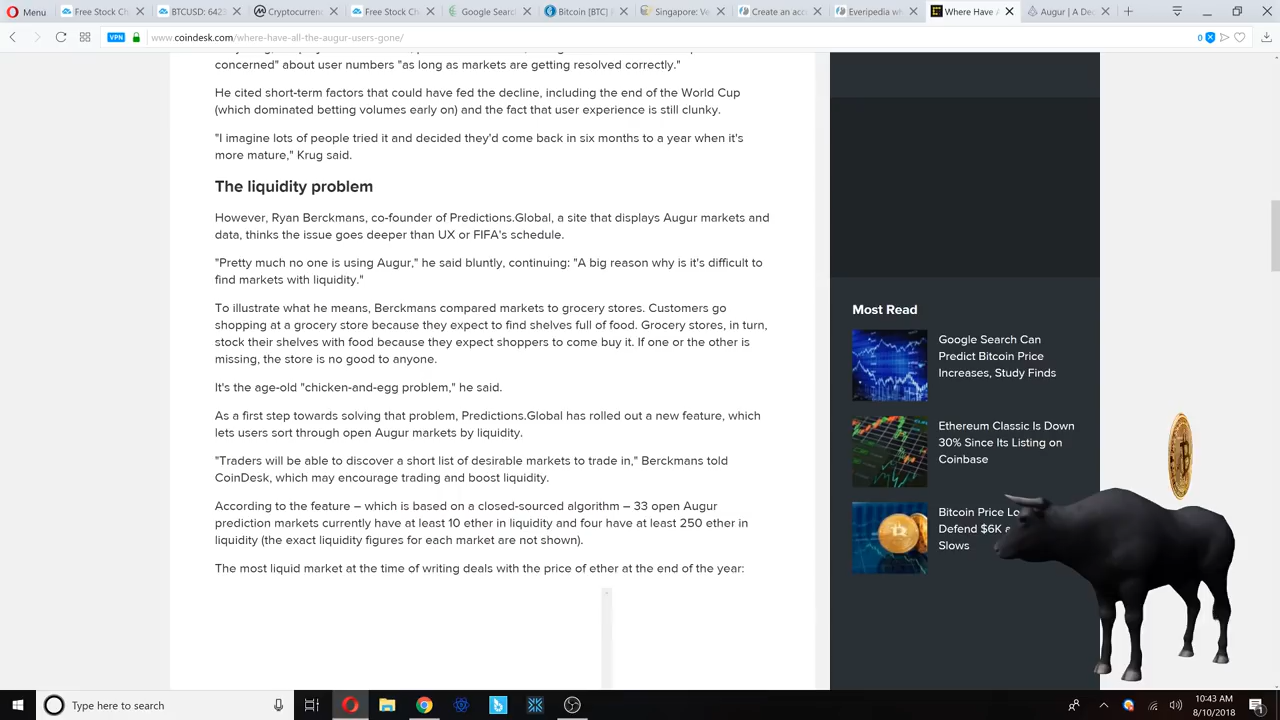 Menu
Free Stock Ch
BTCUSD: 642
Cryptocurrenc
Free Stock Ch
Google Search
Bitcoin [BTC]
Singapore: Ve
Create an acc
Everipedia wh
Where Have A
Augur | A Dec
VPN
www.coindesk.com/where-have-all-the-augur-users-gone/
0
concerned" about user numbers "as long as markets are getting resolved correctly."
He cited short-term factors that could have fed the decline, including the end of the World Cup
(which dominated betting volumes early on) and the fact that user experience is still clunky.
"I imagine lots of people tried it and decided they'd come back in six months to a year when it's
more mature," Krug said.
The liquidity problem
However, Ryan Berckmans, co-founder of Predictions.Global, a site that displays Augur markets and
data, thinks the issue goes deeper than UX or FIFA's schedule.
"Pretty much no one is using Augur," he said bluntly, continuing: "A big reason why is it's difficult to
find markets with liquidity."
To illustrate what he means, Berckmans compared markets to grocery stores. Customers go
shopping at a grocery store because they expect to find shelves full of food. Grocery stores, in turn,
stock their shelves with food because they expect shoppers to come buy it. If one or the other is
missing, the store is no good to anyone.
It's the age-old "chicken-and-egg problem," he said.
As a first step towards solving that problem, Predictions.Global has rolled out a new feature, which
lets users sort through open Augur markets by liquidity.
"Traders will be able to discover a short list of desirable markets to trade in," Berckmans told
CoinDesk, which may encourage trading and boost liquidity.
According to the feature – which is based on a closed-sourced algorithm – 33 open Augur
prediction markets currently have at least 10 ether in liquidity and four have at least 250 ether in
liquidity (the exact liquidity figures for each market are not shown).
The most liquid market at the time of writing deals with the price of ether at the end of the year:
Most Read
Google Search Can
Predict Bitcoin Price
Increases, Study Finds
Ethereum Classic Is Down
30% Since Its Listing on
Coinbase
Bitcoin Price Lo
Defend $6K a
Slows
Type here to search
10:43 AM
8/10/2018